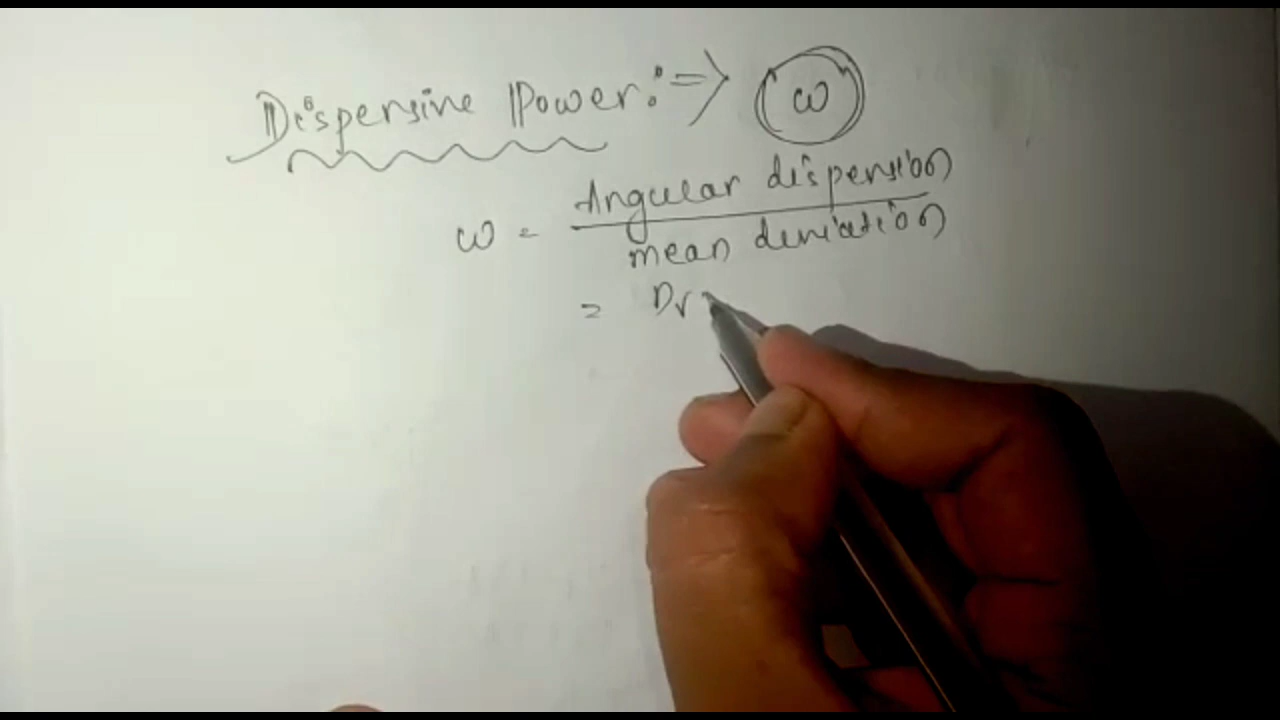 Dispersive Power :⇒ ω
ω = Angular dispersion
mean deviation
= Dv